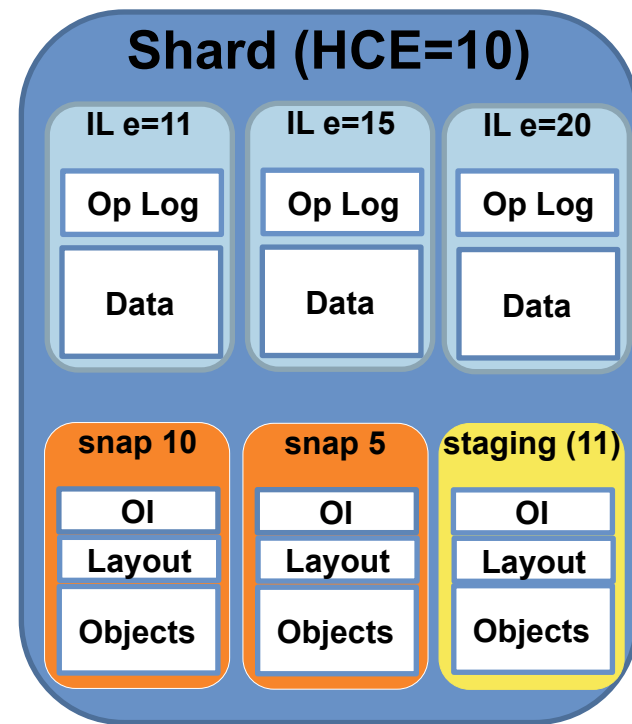 Shard (HCE=10)
IL e=11
Op Log
Data
IL e=15
Op Log
Data
IL e=20
Op Log
Data
snap 10
OI
Layout
Objects
snap 5
OI
Layout
Objects
staging (11)
OI
Layout
Objects